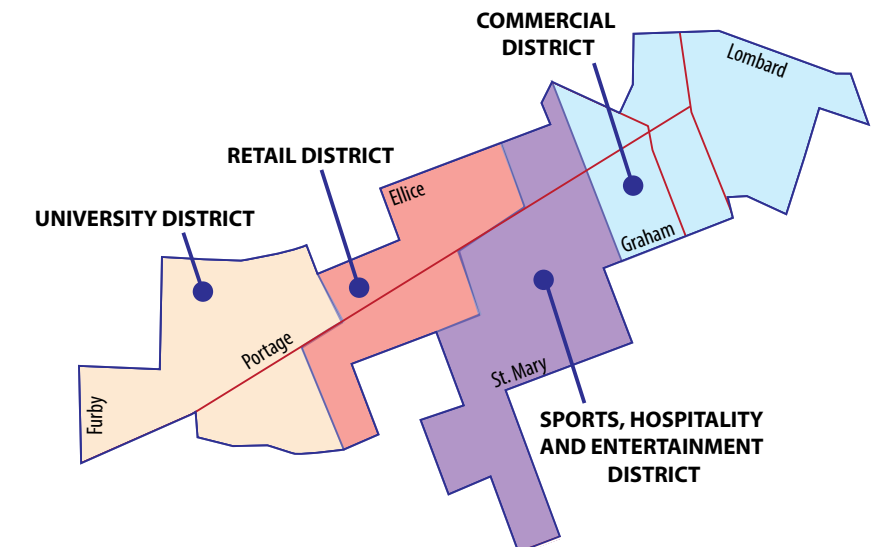 COMMERCIAL
DISTRICT
Lombard
RETAIL DISTRICT
Ellice
UNIVERSITY DISTRICT
Graham
Portage
St. Mary
Furby
SPORTS, HOSPITALITY
AND ENTERTAINMENT
DISTRICT